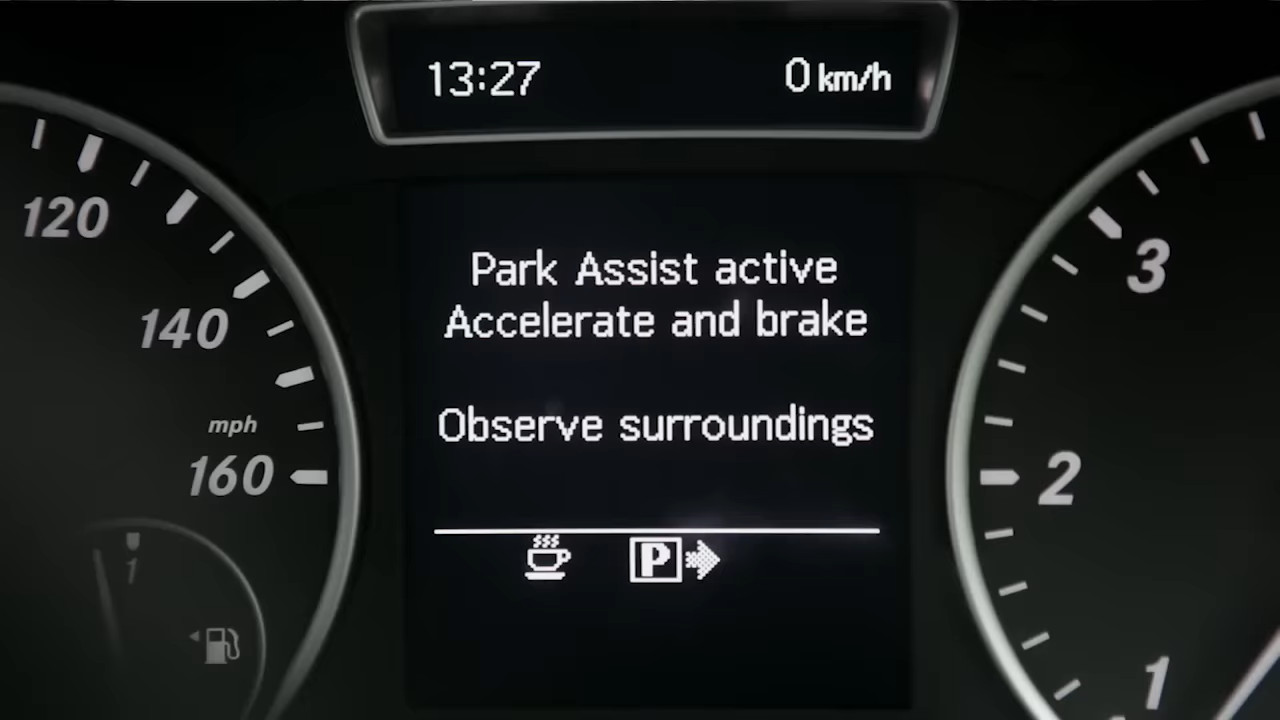 13:27 0 km/h
Park Assist active
Accelerate and brake
Observe surroundings
P
120
140
mph
160
1
3
2
1